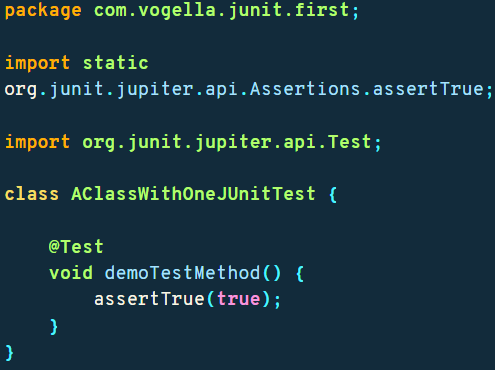 package com.vogella.junit.first;
import static
org.junit.jupiter.api.Assertions.assertTrue;
import org.junit.jupiter.api.Test;
class AClassWithOneJUnitTest {
@Test
void demoTestMethod() {
assertTrue(true);
}
}